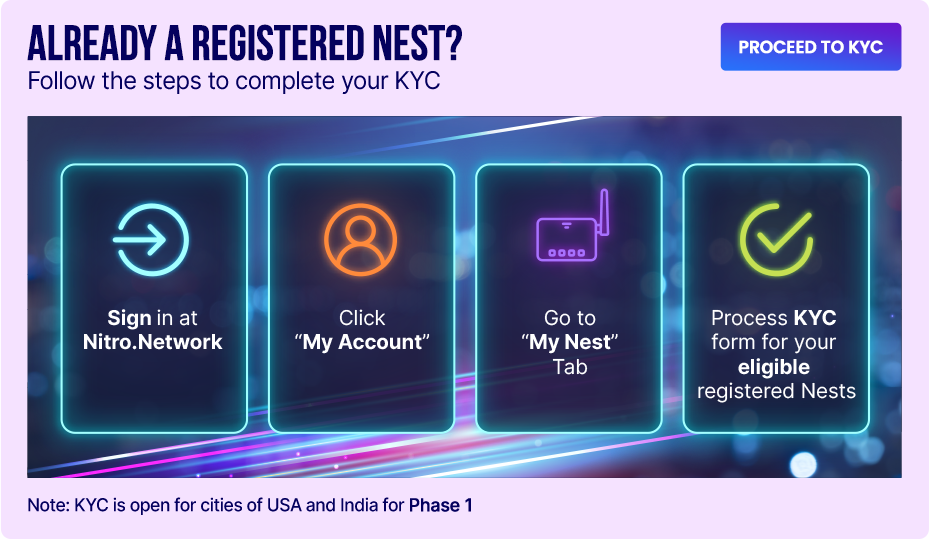 ALREADY A REGISTERED NEST?
Follow the steps to complete your KYC
PROCEED TO KYC
Sign in at
Nitro.Network
Click
“My Account”
Go to
“My Nest”
Tab
Process KYC
form for your
eligible
registered Nests
Note: KYC is open for cities of USA and India for Phase 1